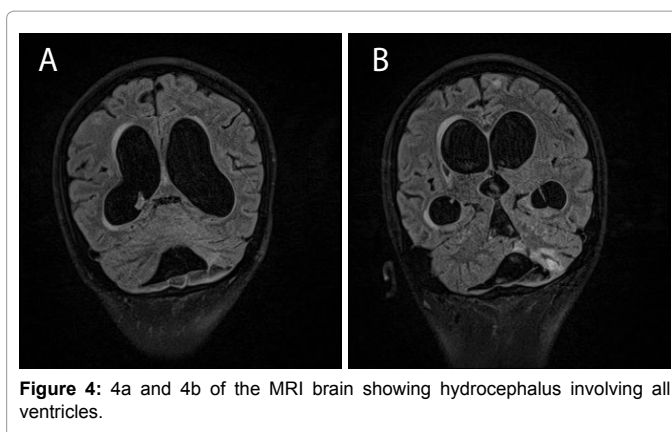 A
B
Figure 4: 4a and 4b of the MRI brain showing hydrocephalus involving all
ventricles.